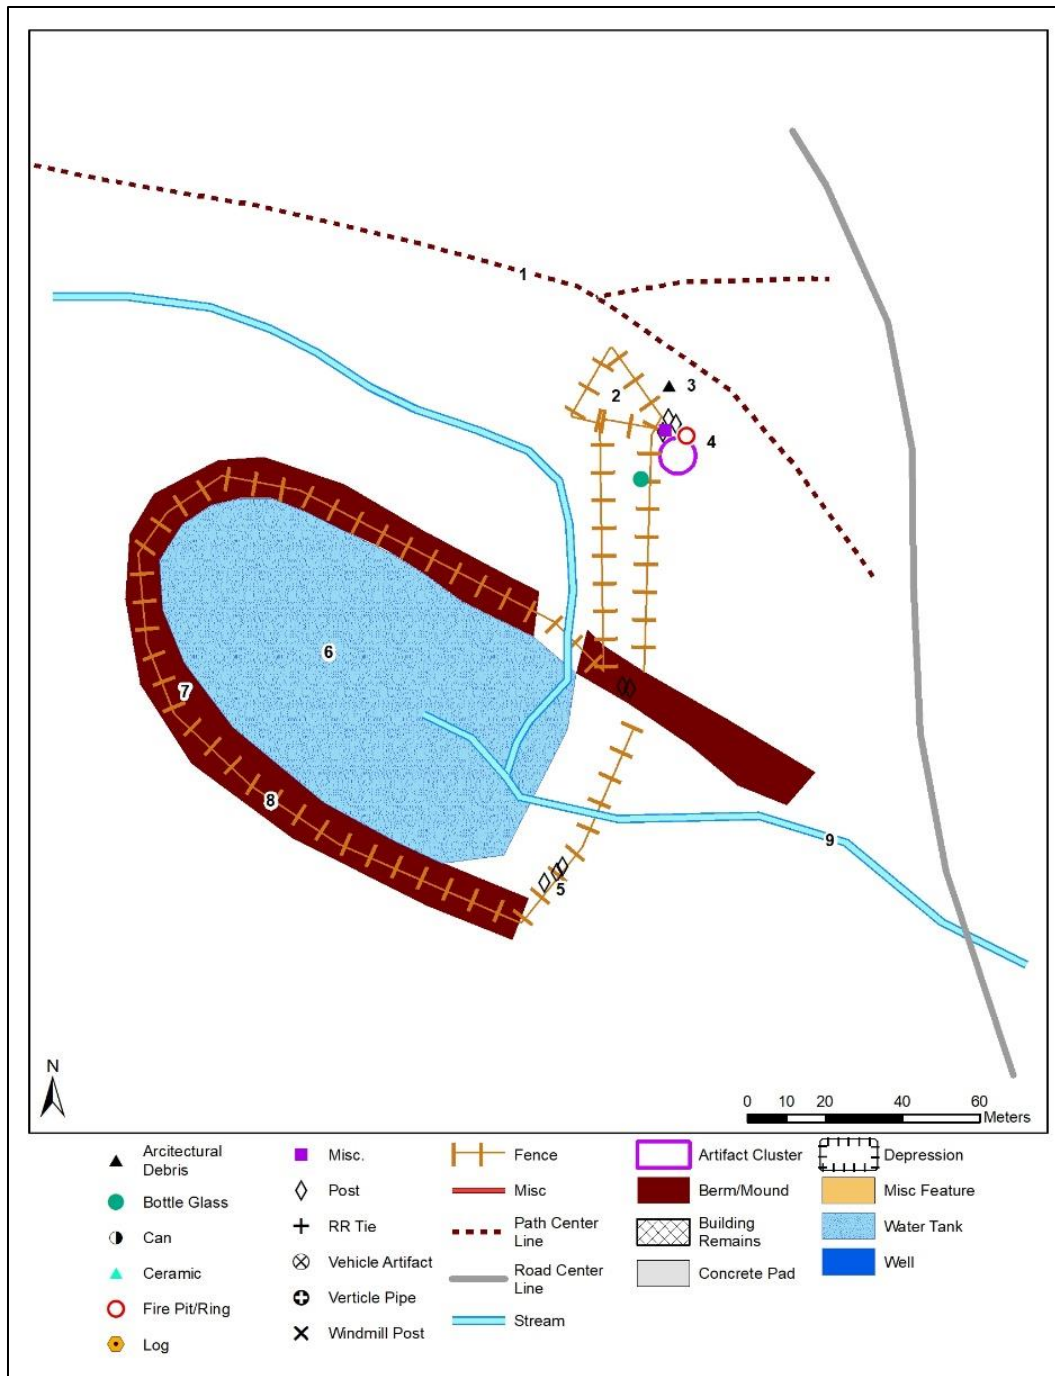 1
2
3
4
6
7
8
9
5
N
0 10 20 40 60
Meters
Arcitectural
Debris
Bottle Glass
Can
Ceramic
Fire Pit/Ring
Log
Misc.
Post
RR Tie
Vehicle Artifact
Verticle Pipe
Windmill Post
Fence
Misc
Path Center
Line
Road Center
Line
Stream
Artifact Cluster
Berm/Mound
Building
Remains
Concrete Pad
Depression
Misc Feature
Water Tank
Well